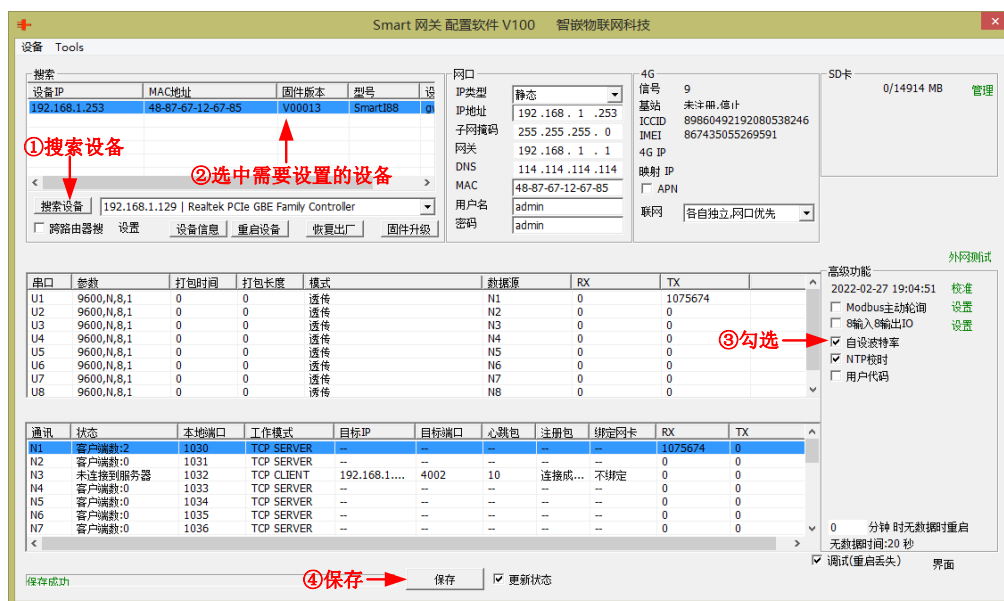 Smart 网关 配置软件 V100 智嵌物联网科技
设备 Tools
搜索
设备IP MAC地址 固件版本 型号 设
192.168.1.253 48-87-67-12-67-85 V00013 SmartI88
①搜索设备
②选中需要设置的设备
搜索设备 192.168.1.129 | Realtek PCIe GBE Family Controller
跨路由器搜 设置 设备信息 重启设备 恢复出厂 固件升级
网口
IP类型 静态
IP地址 192 .168 . 1 .253
子网掩码 255 .255 .255 . 0
网关 192 .168 . 1 . 1
DNS 114 .114 .114 .114
MAC 48-87-67-12-67-85
用户名 admin
密码 admin
4G
信号 9
基站 未注册,停止
ICCID 89860492192080538246
IMEI 867435055269591
4G IP
映射 IP
APN
联网 各自独立,网口优先
SD卡
0/14914 MB 管理
外网测试
串口 参数 打包时间 打包长度 模式 数据源 RX TX
U1 9600,N,8,1 0 0 透传 N1 0 1075674
U2 9600,N,8,1 0 0 透传 N2 0 0
U3 9600,N,8,1 0 0 透传 N3 0 0
U4 9600,N,8,1 0 0 透传 N4 0 0
U5 9600,N,8,1 0 0 透传 N5 0 0
U6 9600,N,8,1 0 0 透传 N6 0 0
U7 9600,N,8,1 0 0 透传 N7 0 0
U8 9600,N,8,1 0 0 透传 N8 0 0
高级功能
2022-02-27 19:04:51 校准
Modbus主动轮询 设置
8输入8输出IO 设置
③勾选
自设波特率
NTP校时
用户代码
通讯 状态 本地端口 工作模式 目标IP 目标端口 心跳包 注册包 绑定网卡 RX TX
N1 客户端数:2 1030 TCP SERVER -- -- -- -- -- 1075674 0
N2 客户端数:0 1031 TCP SERVER -- -- -- -- -- 0 0
N3 未连接到服务器 1032 TCP CLIENT 192.168.1.... 4002 10 连接成... 不绑定 0 0
N4 客户端数:0 1033 TCP SERVER -- -- -- -- -- 0 0
N5 客户端数:0 1034 TCP SERVER -- -- -- -- -- 0 0
N6 客户端数:0 1035 TCP SERVER -- -- -- -- -- 0 0
N7 客户端数:0 1036 TCP SERVER -- -- -- -- -- 0 0
0 分钟 时无数据时重启
无数据时间:20 秒
调试(重启丢失) 界面
保存成功 ④保存 保存 更新状态